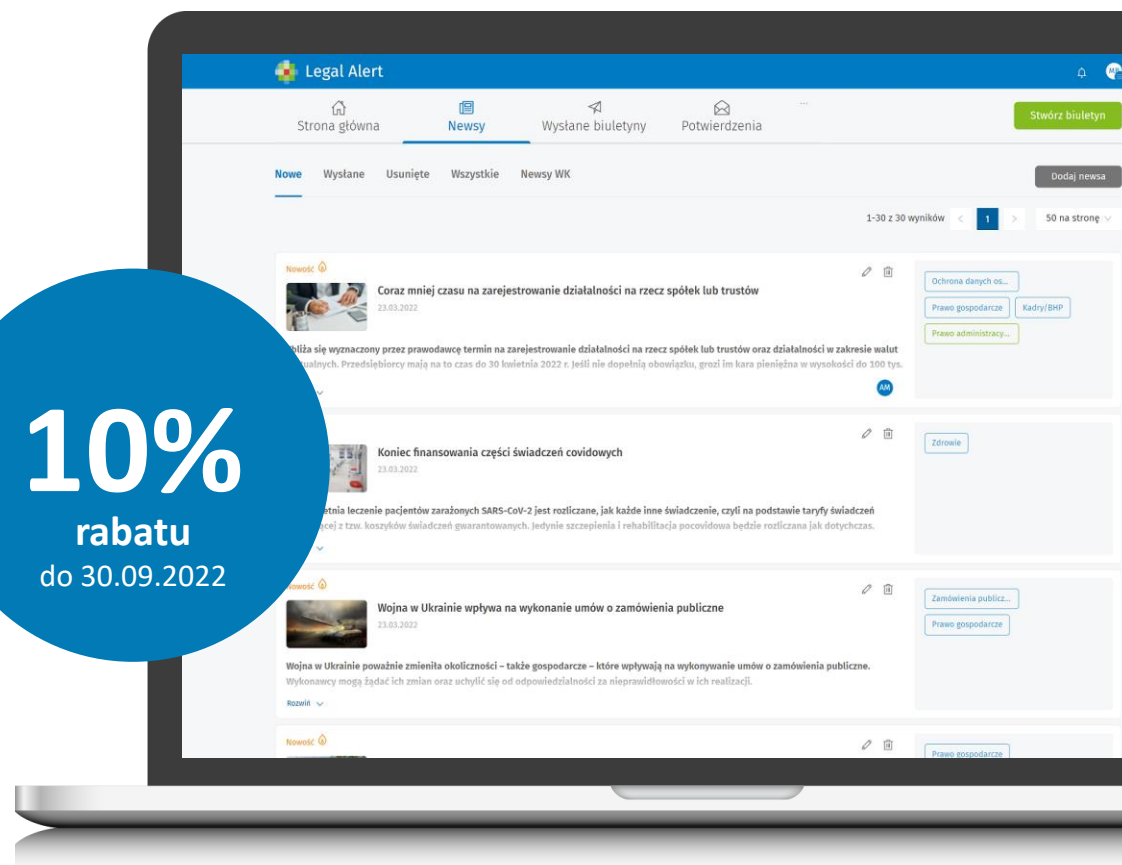 Legal Alert
Strona główna
Newsy
Wysłane biuletyny
Potwierdzenia
...
Stwórz biuletyn
Nowe
Wysłane
Usunięte
Wszystkie
Newsy WK
Dodaj newsa
1-30 z 30 wyników < 1 > 50 na stronę
Nowość
Coraz mniej czasu na zarejestrowanie działalności na rzecz spółek lub trustów
23.03.2022
Ochrona danych os...
Prawo gospodarcze
Kadry/BHP
Prawo administracy...
się wyznaczony przez prawodawcę termin na zarejestrowanie działalności na rzecz spółek lub trustów oraz działalności w zakresie walut
Przedsiębiorcy mają na to czas do 30 kwietnia 2022 r. Jeśli nie dopełnią obowiązku, grozi im kara pieniężna w wysokości do 100 tys.
AM
10%
rabatu
do 30.09.2022
Koniec finansowania części świadczeń covidowych
23.03.2022
Zdrowie
leczenie pacjentów zarażonych SARS-CoV-2 jest rozliczane, jak każde inne świadczenie, czyli na podstawie taryfy świadczeń
z tzw. koszyków świadczeń gwarantowanych. Jedynie szczepienia i rehabilitacja pocovidowa będzie rozliczana jak dotychczas.
Nowość
Wojna w Ukrainie wpływa na wykonanie umów o zamówienia publiczne
23.03.2022
Zamówienia publicz...
Prawo gospodarcze
Wojna w Ukrainie poważnie zmieniła okoliczności – także gospodarcze – które wpływają na wykonywanie umów o zamówienia publiczne.
Wykonawcy mogą żądać ich zmian oraz uchylić się od odpowiedzialności za nieprawidłowości w ich realizacji.
Rozwiń
Nowość
Prawo gospodarcze